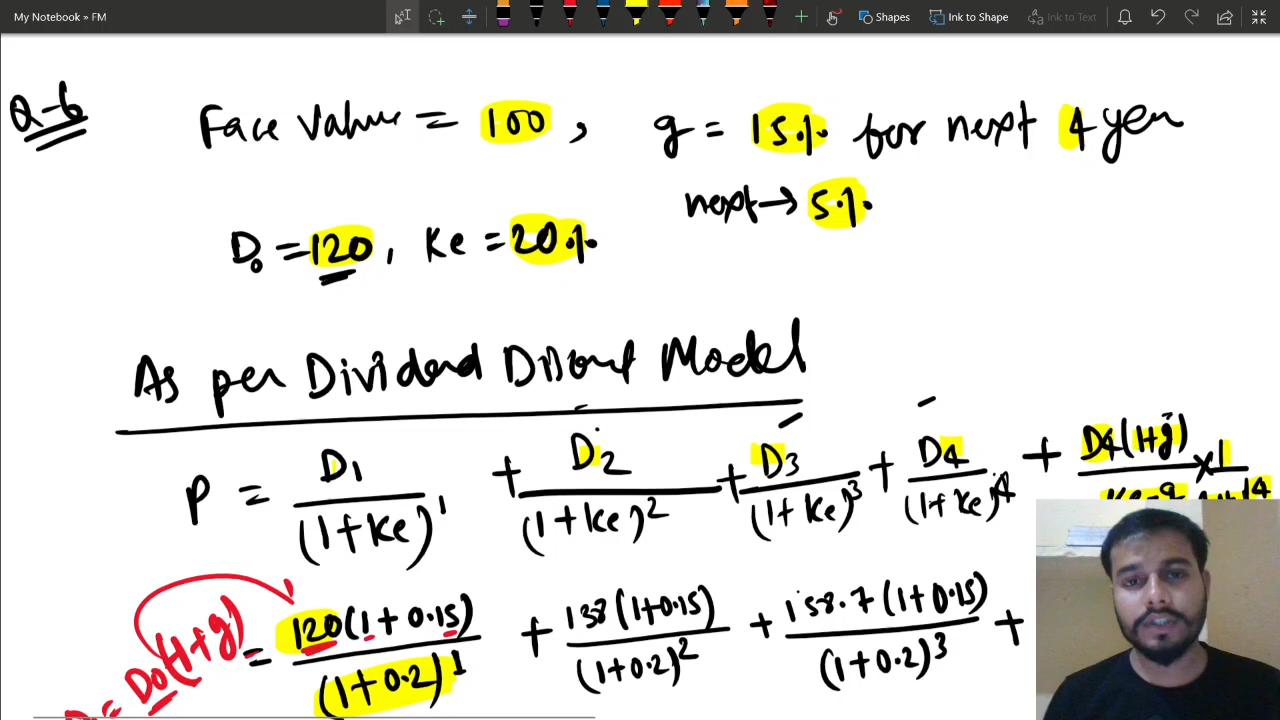 My Notebook » FM
Shapes Ink to Shape Ink to Text
Q-6 Face Value = 100, g = 15% for next 4 year
next → 5%
D₀ = 120, Ke = 20%
As per Dividend Model
P = D1/(1+Ke)^1 + D2/(1+Ke)^2 + D3/(1+Ke)^3 + D4/(1+Ke)^4 + D4(1+g)/Ke-g × 1
= 120(1+0.15)/(1+0.2)^1 + 138(1+0.15)/(1+0.2)^2 + 158.7(1+0.15)/(1+0.2)^3 +
= D0(1+g)